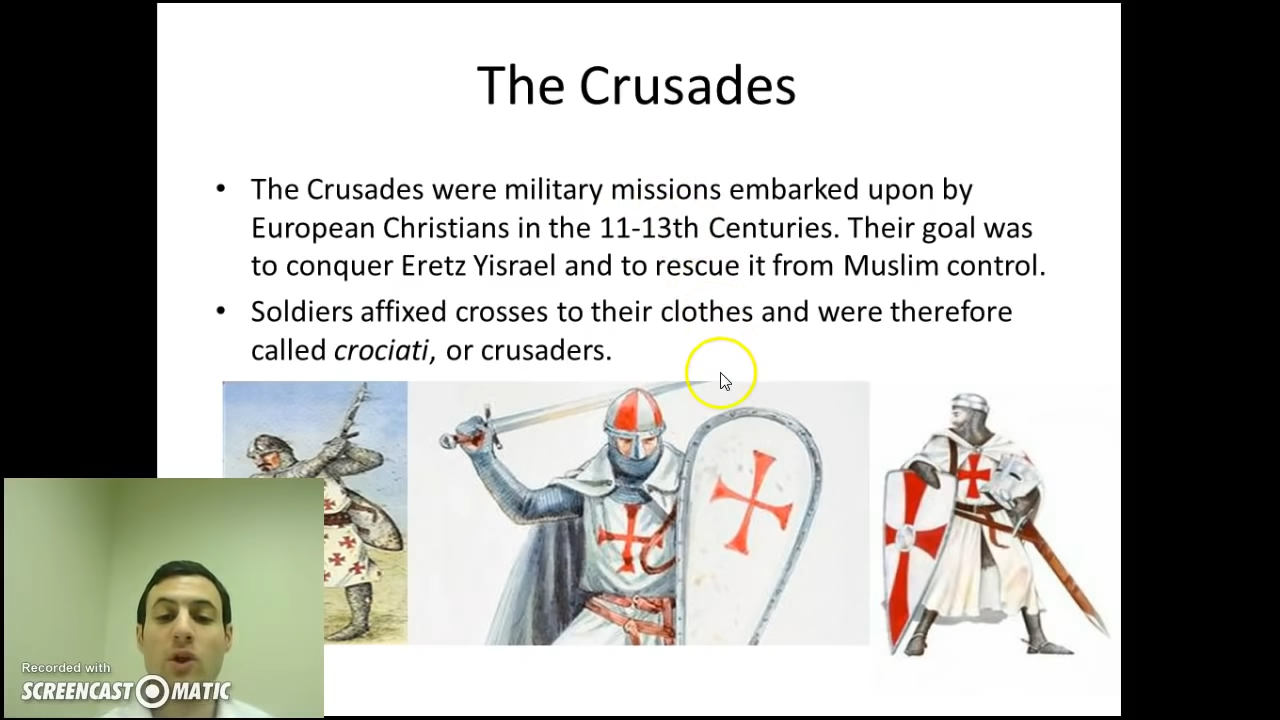 The Crusades
• The Crusades were military missions embarked upon by
European Christians in the 11-13th Centuries. Their goal was
to conquer Eretz Yisrael and to rescue it from Muslim control.
• Soldiers affixed crosses to their clothes and were therefore
called crociati, or crusaders.
Recorded with
SCREENCAST MATIC